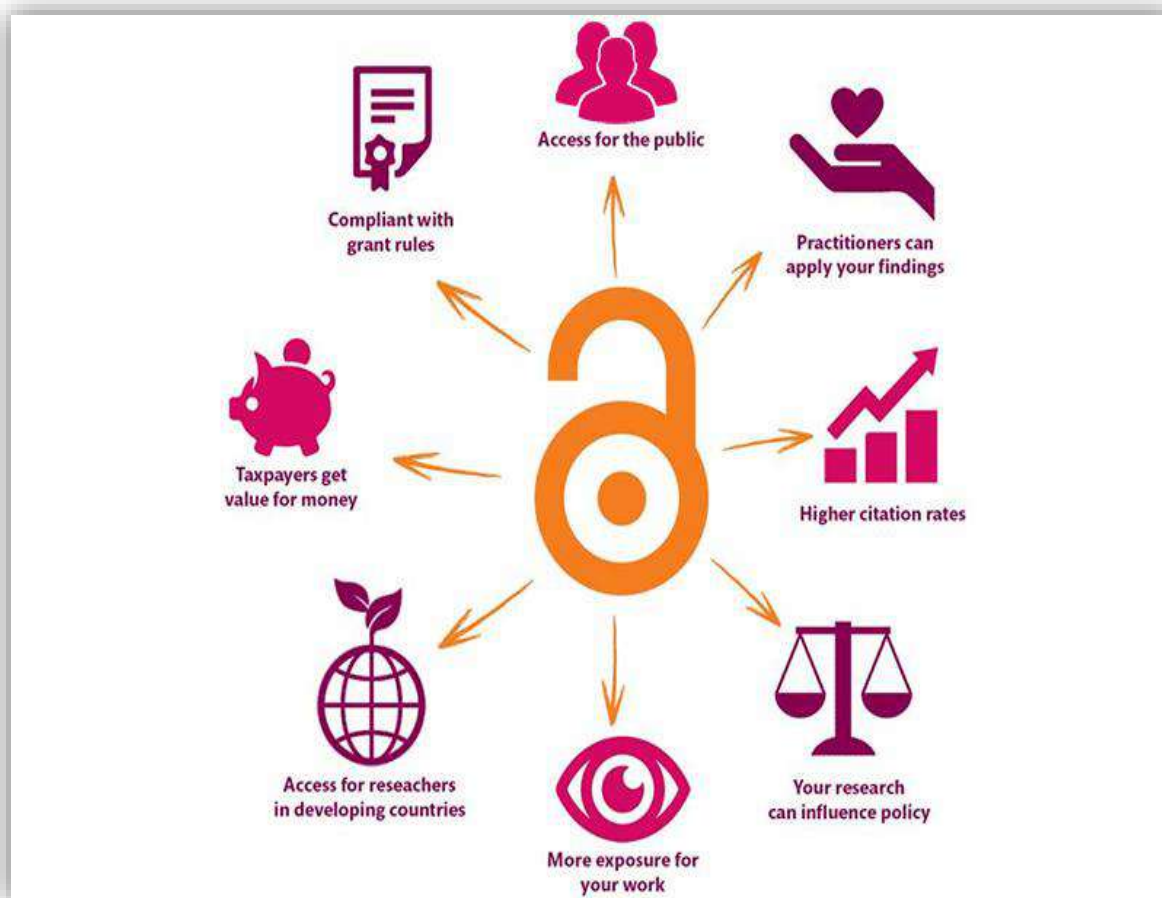 Access for the public
Practitioners can
apply your findings
Higher citation rates
Your research
can influence policy
More exposure for
your work
Access for reseachers
in developing countries
Taxpayers get
value for money
Compliant with
grant rules